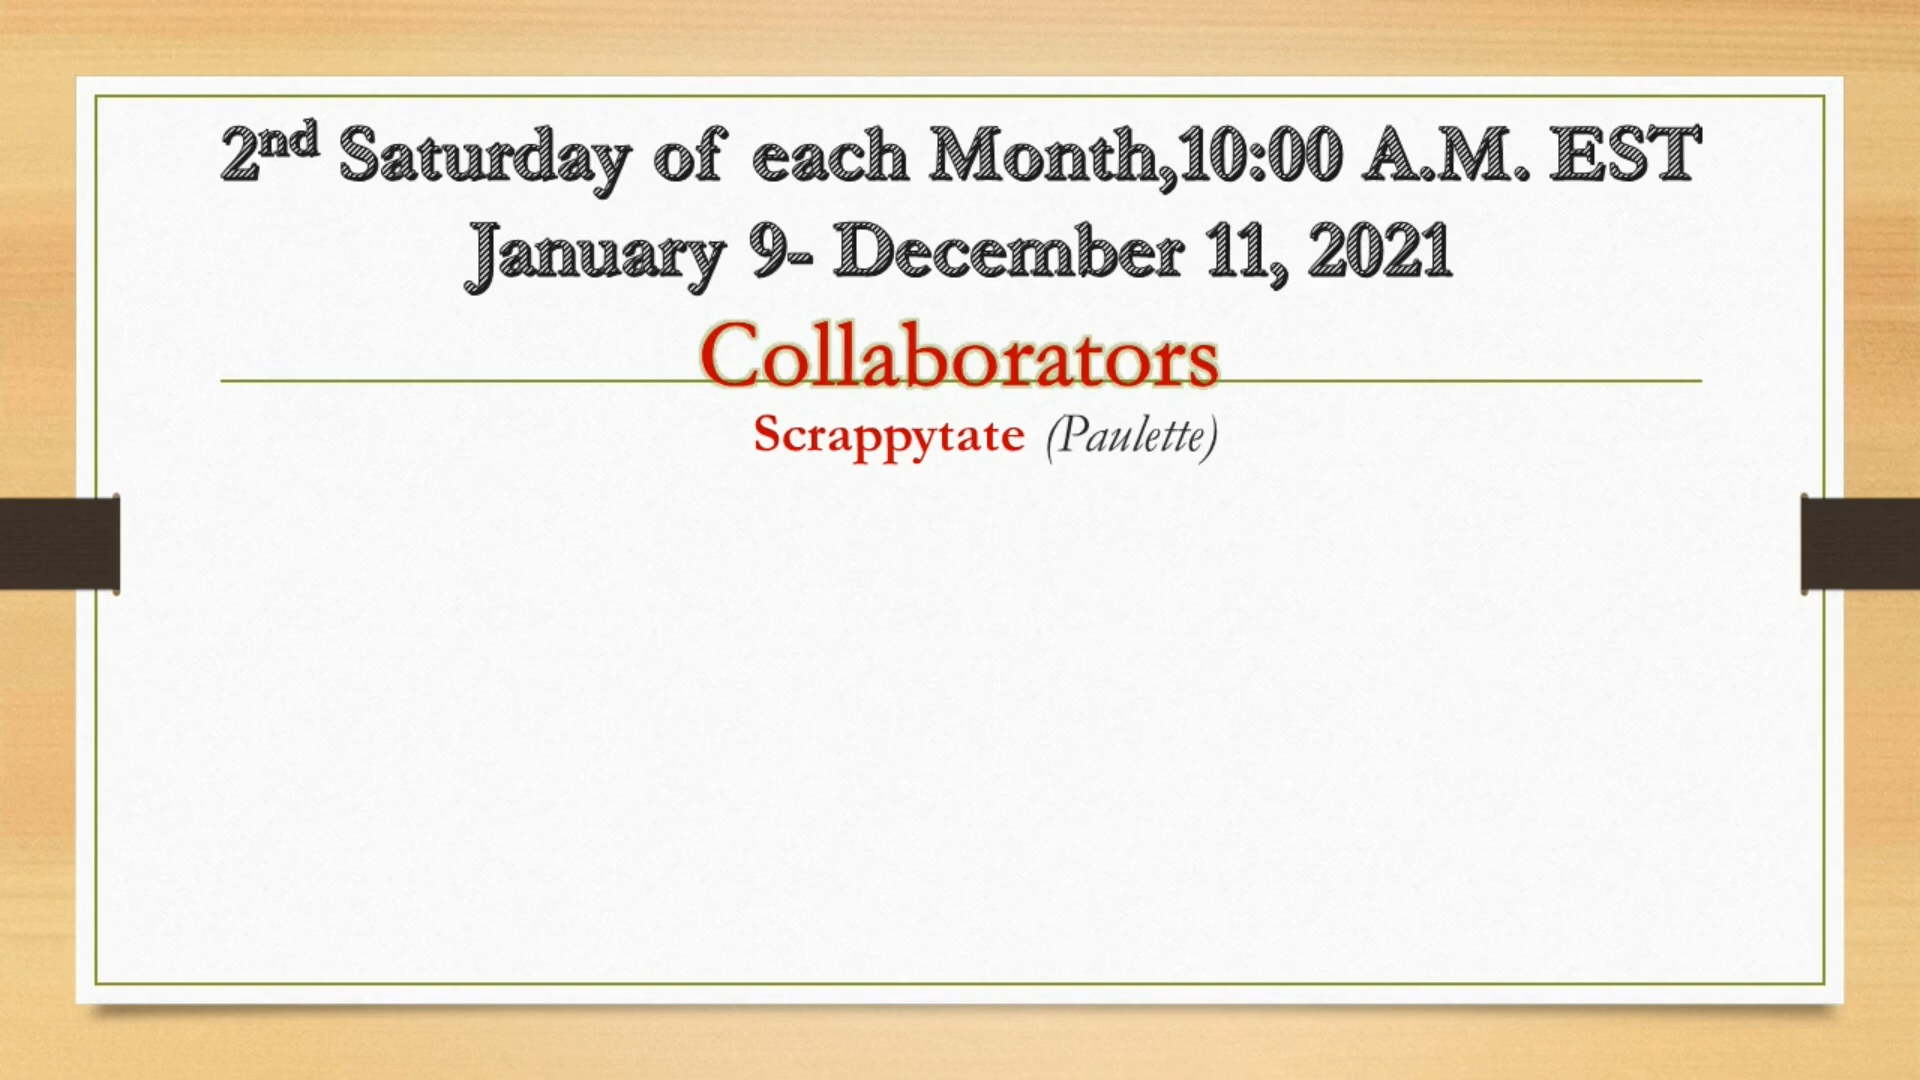 2nd Saturday of each Month,10:00 A.M. EST
January 9- December 11, 2021
Collaborators
Scrappytate (Paulette)